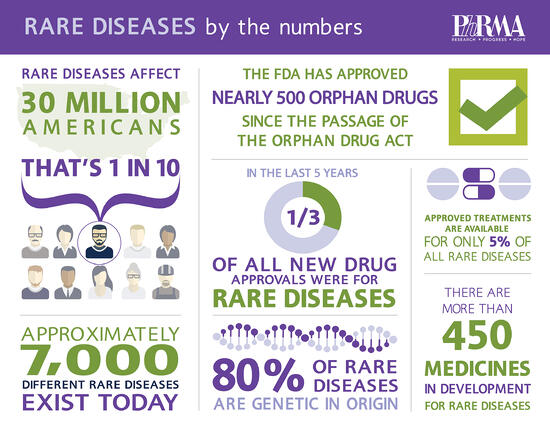 RARE DISEASES by the numbers
PhRMA
RESEARCH • PROGRESS • HOPE
RARE DISEASES AFFECT
30 MILLION
AMERICANS
THAT'S 1 IN 10
APPROXIMATELY
7,000
DIFFERENT RARE DISEASES
EXIST TODAY
THE FDA HAS APPROVED
NEARLY 500 ORPHAN DRUGS
SINCE THE PASSAGE OF
THE ORPHAN DRUG ACT
IN THE LAST 5 YEARS
1/3
OF ALL NEW DRUG
APPROVALS WERE FOR
RARE DISEASES
80% OF RARE
DISEASES
ARE GENETIC IN ORIGIN
APPROVED TREATMENTS
ARE AVAILABLE
FOR ONLY 5% OF
ALL RARE DISEASES
THERE ARE
MORE THAN
450
MEDICINES
IN DEVELOPMENT
FOR RARE DISEASES